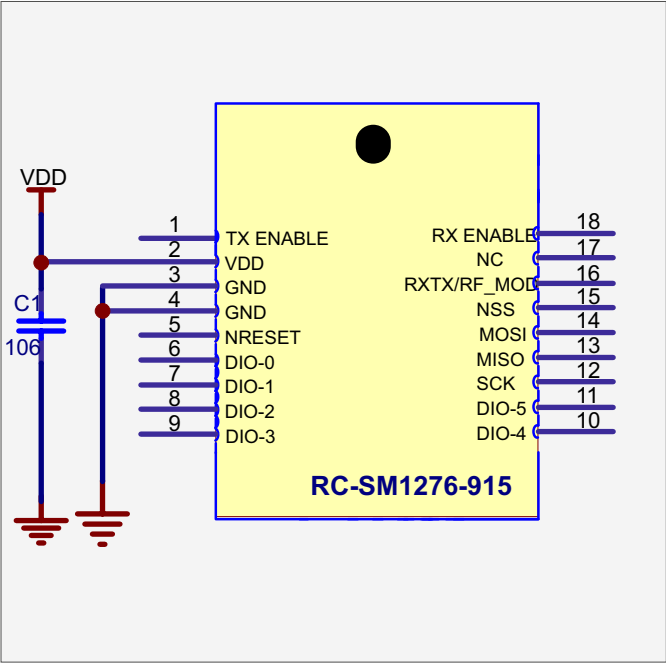 VDD
C1
106
1
TX ENABLE
2
VDD
3
GND
4
GND
5
NRESET
6
DIO-0
7
DIO-1
8
DIO-2
9
DIO-3
RX ENABLE
18
NC
17
RXTX/RF_MOD
16
NSS
15
MOSI
14
MISO
13
SCK
12
DIO-5
11
DIO-4
10
RC-SM1276-915